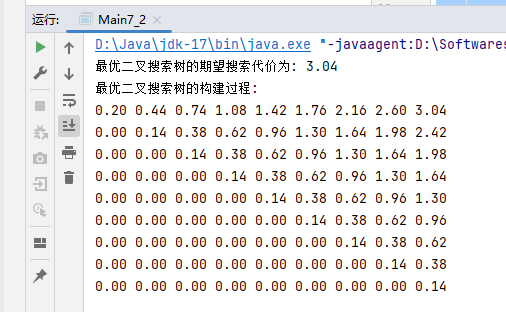 运行: Main7_2
D:\Java\jdk-17\bin\java.exe "-javaagent:D:\Softwares
最优二叉搜索树的期望搜索代价为: 3.04
最优二叉搜索树的构建过程:
0.20 0.44 0.74 1.08 1.42 1.76 2.16 2.60 3.04
0.00 0.14 0.38 0.62 0.96 1.30 1.64 1.98 2.42
0.00 0.00 0.14 0.38 0.62 0.96 1.30 1.64 1.98
0.00 0.00 0.00 0.14 0.38 0.62 0.96 1.30 1.64
0.00 0.00 0.00 0.00 0.14 0.38 0.62 0.96 1.30
0.00 0.00 0.00 0.00 0.00 0.14 0.38 0.62 0.96
0.00 0.00 0.00 0.00 0.00 0.00 0.14 0.38 0.62
0.00 0.00 0.00 0.00 0.00 0.00 0.00 0.14 0.38
0.00 0.00 0.00 0.00 0.00 0.00 0.00 0.00 0.14